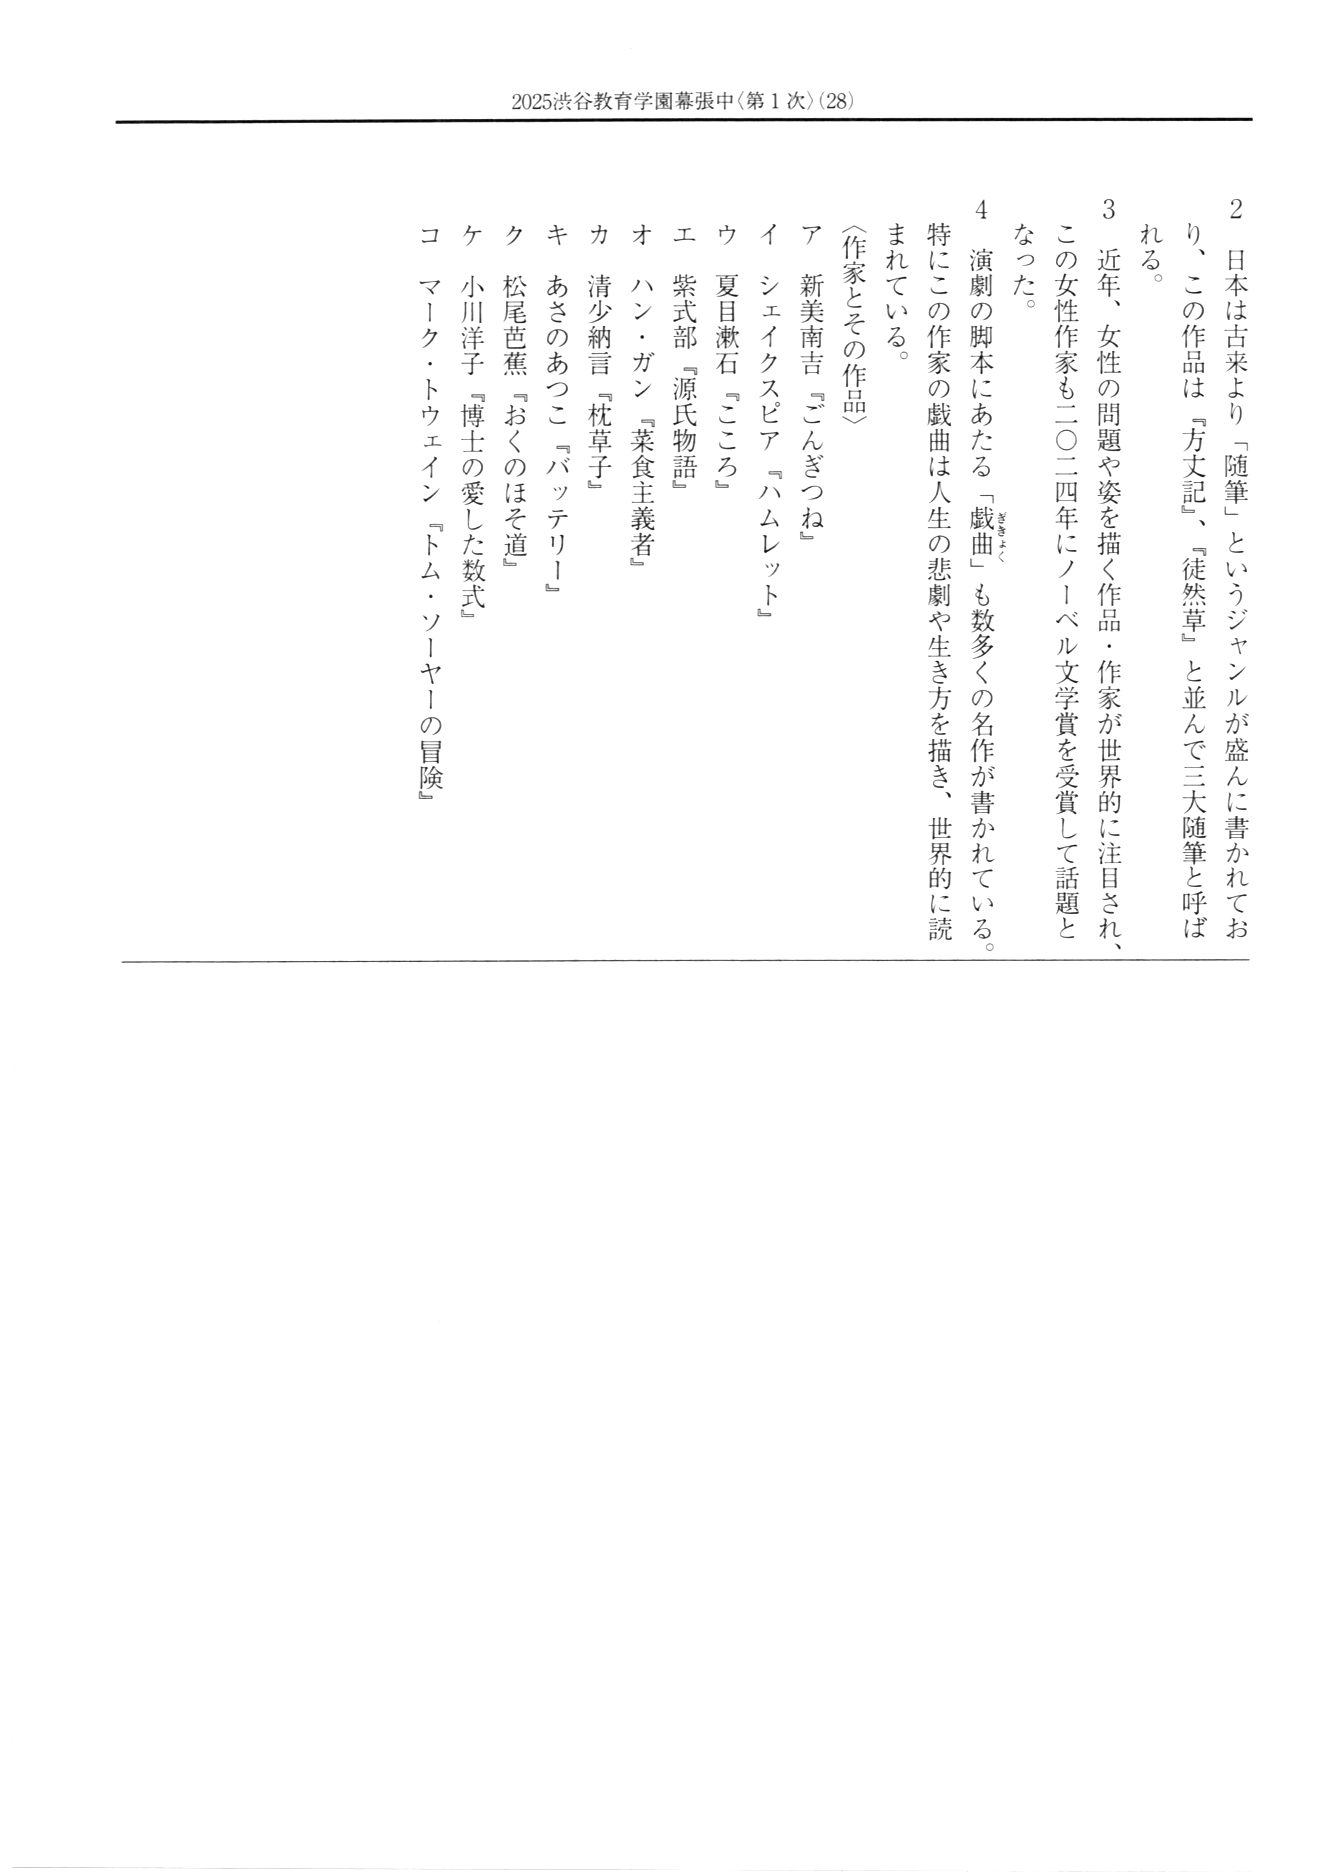 2025渋谷教育学園幕張中〈第1次〉(28)
2　日本は古来より「随筆」というジャンルが盛んに書かれてお
り、この作品は『方丈記』、『徒然草』と並んで三大随筆と呼ば
れる。
3　近年、女性の問題や姿を描く作品・作家が世界的に注目され、
この女性作家も二〇二四年にノーベル文学賞を受賞して話題と
なった。
4　演劇の脚本にあたる「戯曲」も数多くの名作が書かれている。
ぎきょく
特にこの作家の戯曲は人生の悲劇や生き方を描き、世界的に読
まれている。
〈作家とその作品〉
ア　新美南吉『ごんぎつね』
イ　シェイクスピア『ハムレット』
ウ　夏目漱石『こころ』
エ　紫式部『源氏物語』
オ　ハン・ガン『菜食主義者』
カ　清少納言『枕草子』
キ　あさのあつこ『バッテリー』
ク　松尾芭蕉『おくのほそ道』
ケ　小川洋子『博士の愛した数式』
コ　マーク・トウェイン『トム・ソーヤーの冒険』